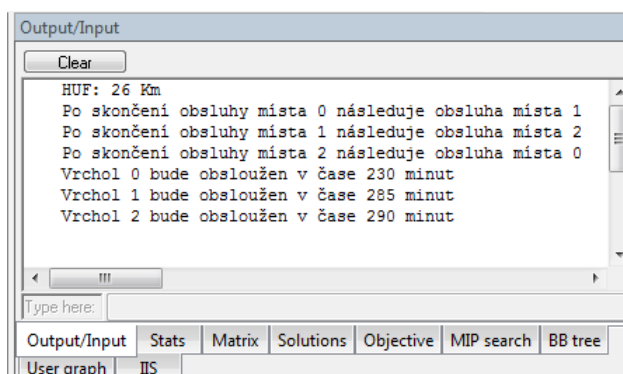 Output/Input
Clear
HUF: 26 Km
Po skončení obsluhy místa 0 následuje obsluha místa 1
Po skončení obsluhy místa 1 následuje obsluha místa 2
Po skončení obsluhy místa 2 následuje obsluha místa 0
Vrchol 0 bude obsloužen v čase 230 minut
Vrchol 1 bude obsloužen v čase 285 minut
Vrchol 2 bude obsloužen v čase 290 minut
Type here:
Output/Input Stats Matrix Solutions Objective MIP search BB tree
User graph IIS